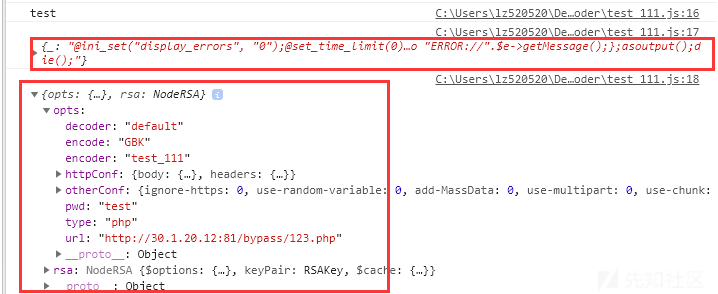 test C:\Users\lz520520\De…oder\test 111.js:16
C:\Users\lz520520\De…oder\test 111.js:17
{_: "@ini_set("display_errors", "0");@set_time_limit(0)…o "ERROR://".$e->getMessage();};asoutput();d
ie();"}
C:\Users\lz520520\De…oder\test 111.js:18
{opts: {…}, rsa: NodeRSA}
opts:
decoder: "default"
encode: "GBK"
encoder: "test_111"
httpConf: {body: {…}, headers: {…}}
otherConf: {ignore-https: 0, use-random-variable: 0, add-MassData: 0, use-multipart: 0, use-chunk:
pwd: "test"
type: "php"
url: "http://30.1.20.12:81/bypass/123.php"
__proto__: Object
rsa: NodeRSA {$options: {…}, keyPair: RSAKey, $cache: {…}}
__proto__: Object
先知社区